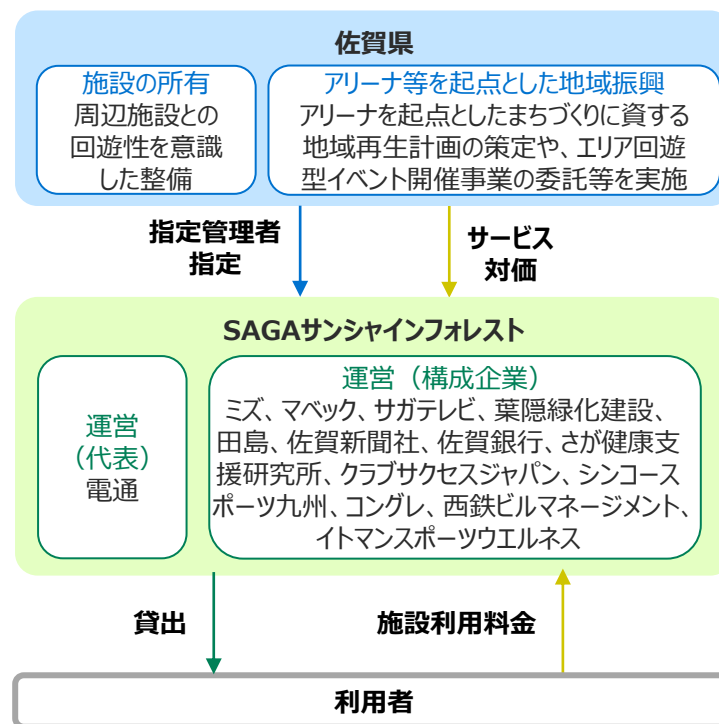 佐賀県
施設の所有
周辺施設との
回遊性を意識
した整備
アリーナ等を起点とした地域振興
アリーナを起点としたまちづくりに資する
地域再生計画の策定や、エリア回遊
型イベント開催事業の委託等を実施
指定管理者
指定
サービス
対価
SAGAサンシャインフォレスト
運営
（代表）
電通
運営（構成企業）
ミズ、マベック、サガテレビ、葉隠緑化建設、
田島、佐賀新聞社、佐賀銀行、さが健康支
援研究所、クラブサクセスジャパン、シンコース
ポーツ九州、コングレ、西鉄ビルマネージメント、
イトマンスポーツウエルネス
貸出
施設利用料金
利用者